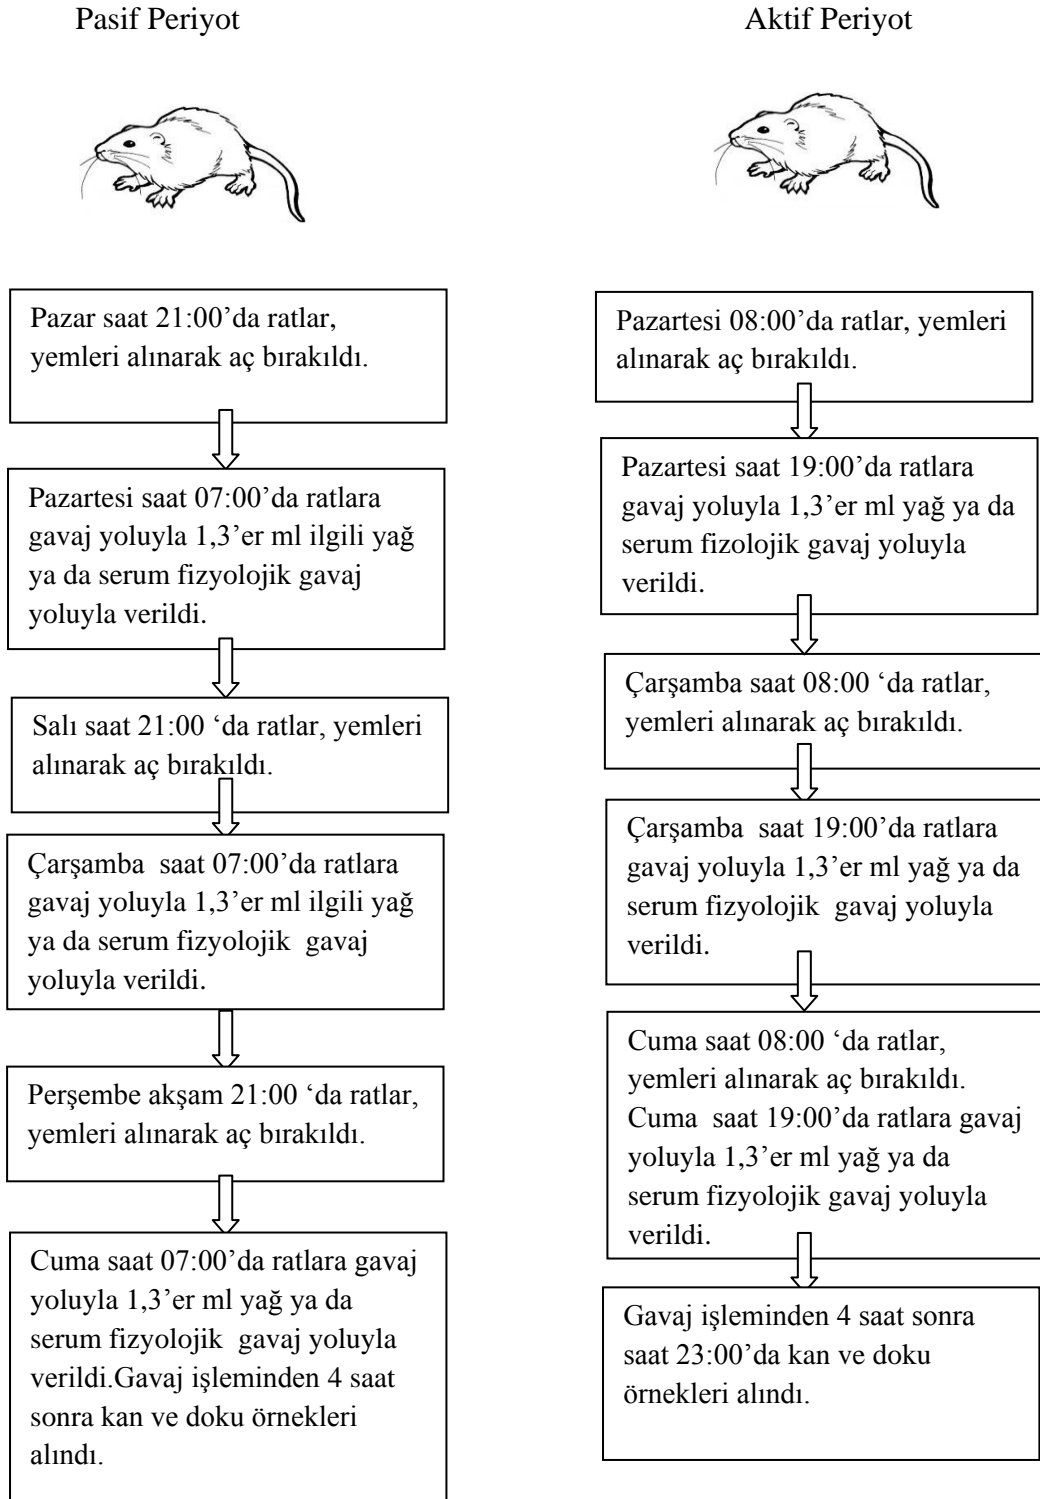 Pasif Periyot
Pazar saat 21:00’da ratlar,
yemleri alınarak aç bırakıldı.
Pazartesi saat 07:00’da ratlara
gavaj yoluyla 1,3’er ml ilgili yağ
ya da serum fizyolojik gavaj
yoluyla verildi.
Salı saat 21:00 ‘da ratlar, yemleri
alınarak aç bırakıldı.
Çarşamba  saat 07:00’da ratlara
gavaj yoluyla 1,3’er ml ilgili yağ
ya da serum fizyolojik  gavaj
yoluyla verildi.
Perşembe akşam 21:00 ‘da ratlar,
yemleri alınarak aç bırakıldı.
Cuma saat 07:00’da ratlara gavaj
yoluyla 1,3’er ml yağ ya da
serum fizyolojik  gavaj yoluyla
verildi.Gavaj işleminden 4 saat
sonra kan ve doku örnekleri
alındı.
Aktif Periyot
Pazartesi 08:00’da ratlar, yemleri
alınarak aç bırakıldı.
Pazartesi saat 19:00’da ratlara
gavaj yoluyla 1,3’er ml yağ ya da
serum fizolojik gavaj yoluyla
verildi.
Çarşamba saat 08:00 ‘da ratlar,
yemleri alınarak aç bırakıldı.
Çarşamba  saat 19:00’da ratlara
gavaj yoluyla 1,3’er ml yağ ya da
serum fizyolojik  gavaj yoluyla
verildi.
Cuma saat 08:00 ‘da ratlar,
yemleri alınarak aç bırakıldı.
Cuma  saat 19:00’da ratlara gavaj
yoluyla 1,3’er ml yağ ya da
serum fizyolojik gavaj yoluyla
verildi.
Gavaj işleminden 4 saat sonra
saat 23:00’da kan ve doku
örnekleri alındı.